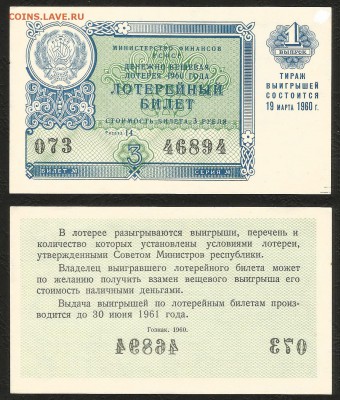 COINS.LAVE.RU
МИНИСТЕРСТВО ФИНАНСОВ
РСФСР
ДЕНЕЖНО-ВЕЩЕВАЯ
ЛОТЕРЕЯ 1960 ГОДА
ЛОТЕРЕЙНЫЙ
БИЛЕТ
СТОИМОСТЬ БИЛЕТА 3 РУБЛЯ
Разряд 14
073 46894
3
БИЛЕТ № СЕРИЯ №
1
ВЫПУСК
ТИРАЖ
ВЫИГРЫШЕЙ
СОСТОИТСЯ
19 МАРТА 1960 г.
В лотерее разыгрываются выигрыши, перечень и
количество которых установлены условиями лотереи,
утвержденными Советом Министров республики.
Владелец выигравшего лотерейного билета может
по желанию получить взамен вещевого выигрыша его
стоимость наличными деньгами.
Выдача выигрышей по лотерейным билетам произ-
водится до 30 июня 1961 года.
Гознак. 1960.
46894 073